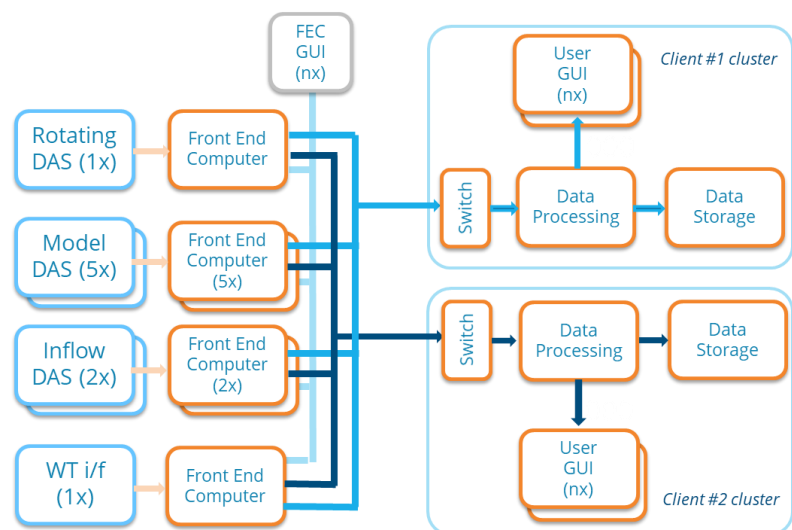 FEC
GUI
(nx)
Rotating
DAS (1x)
Front End
Computer
Model
DAS (5x)
Front End
Computer
(5x)
Inflow
DAS (2x)
Front End
Computer
(2x)
WT i/f
(1x)
Front End
Computer
Client #1 cluster
User
GUI
(nx)
Switch
Data
Processing
Data
Storage
Switch
Data
Processing
Data
Storage
User
GUI
(nx)
Client #2 cluster